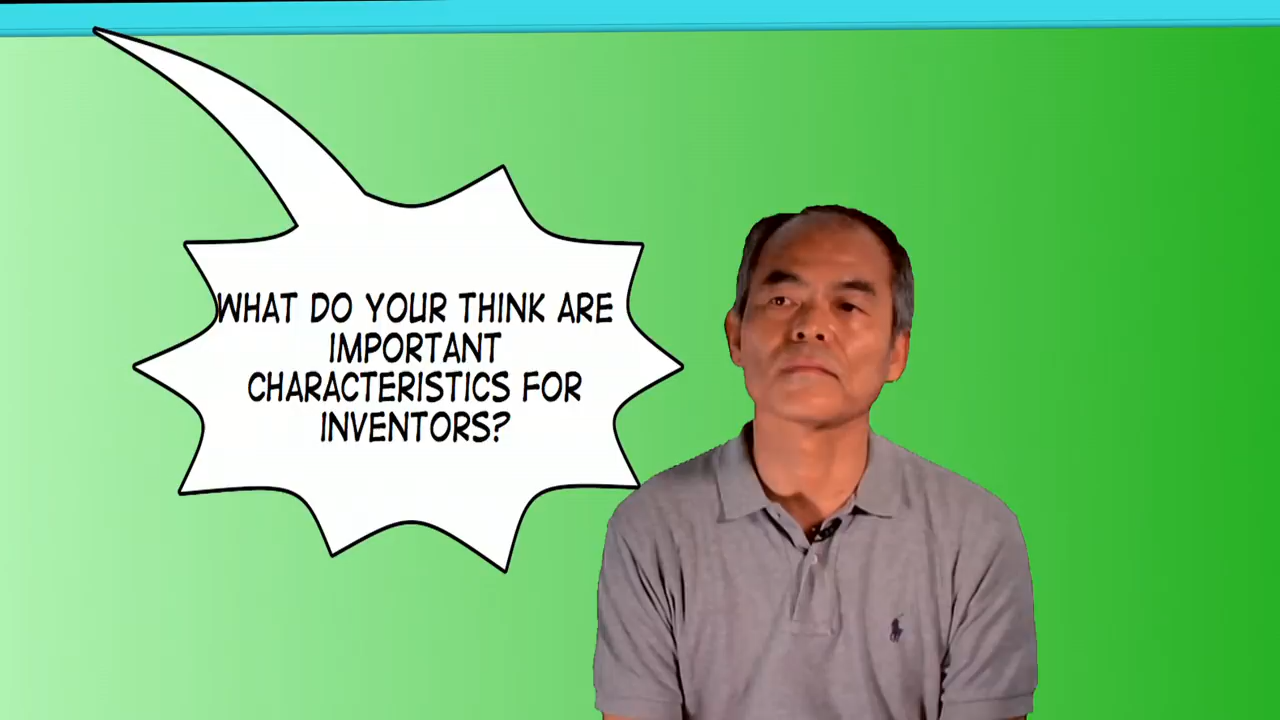 WHAT DO YOUR THINK ARE
IMPORTANT
CHARACTERISTICS FOR
INVENTORS?